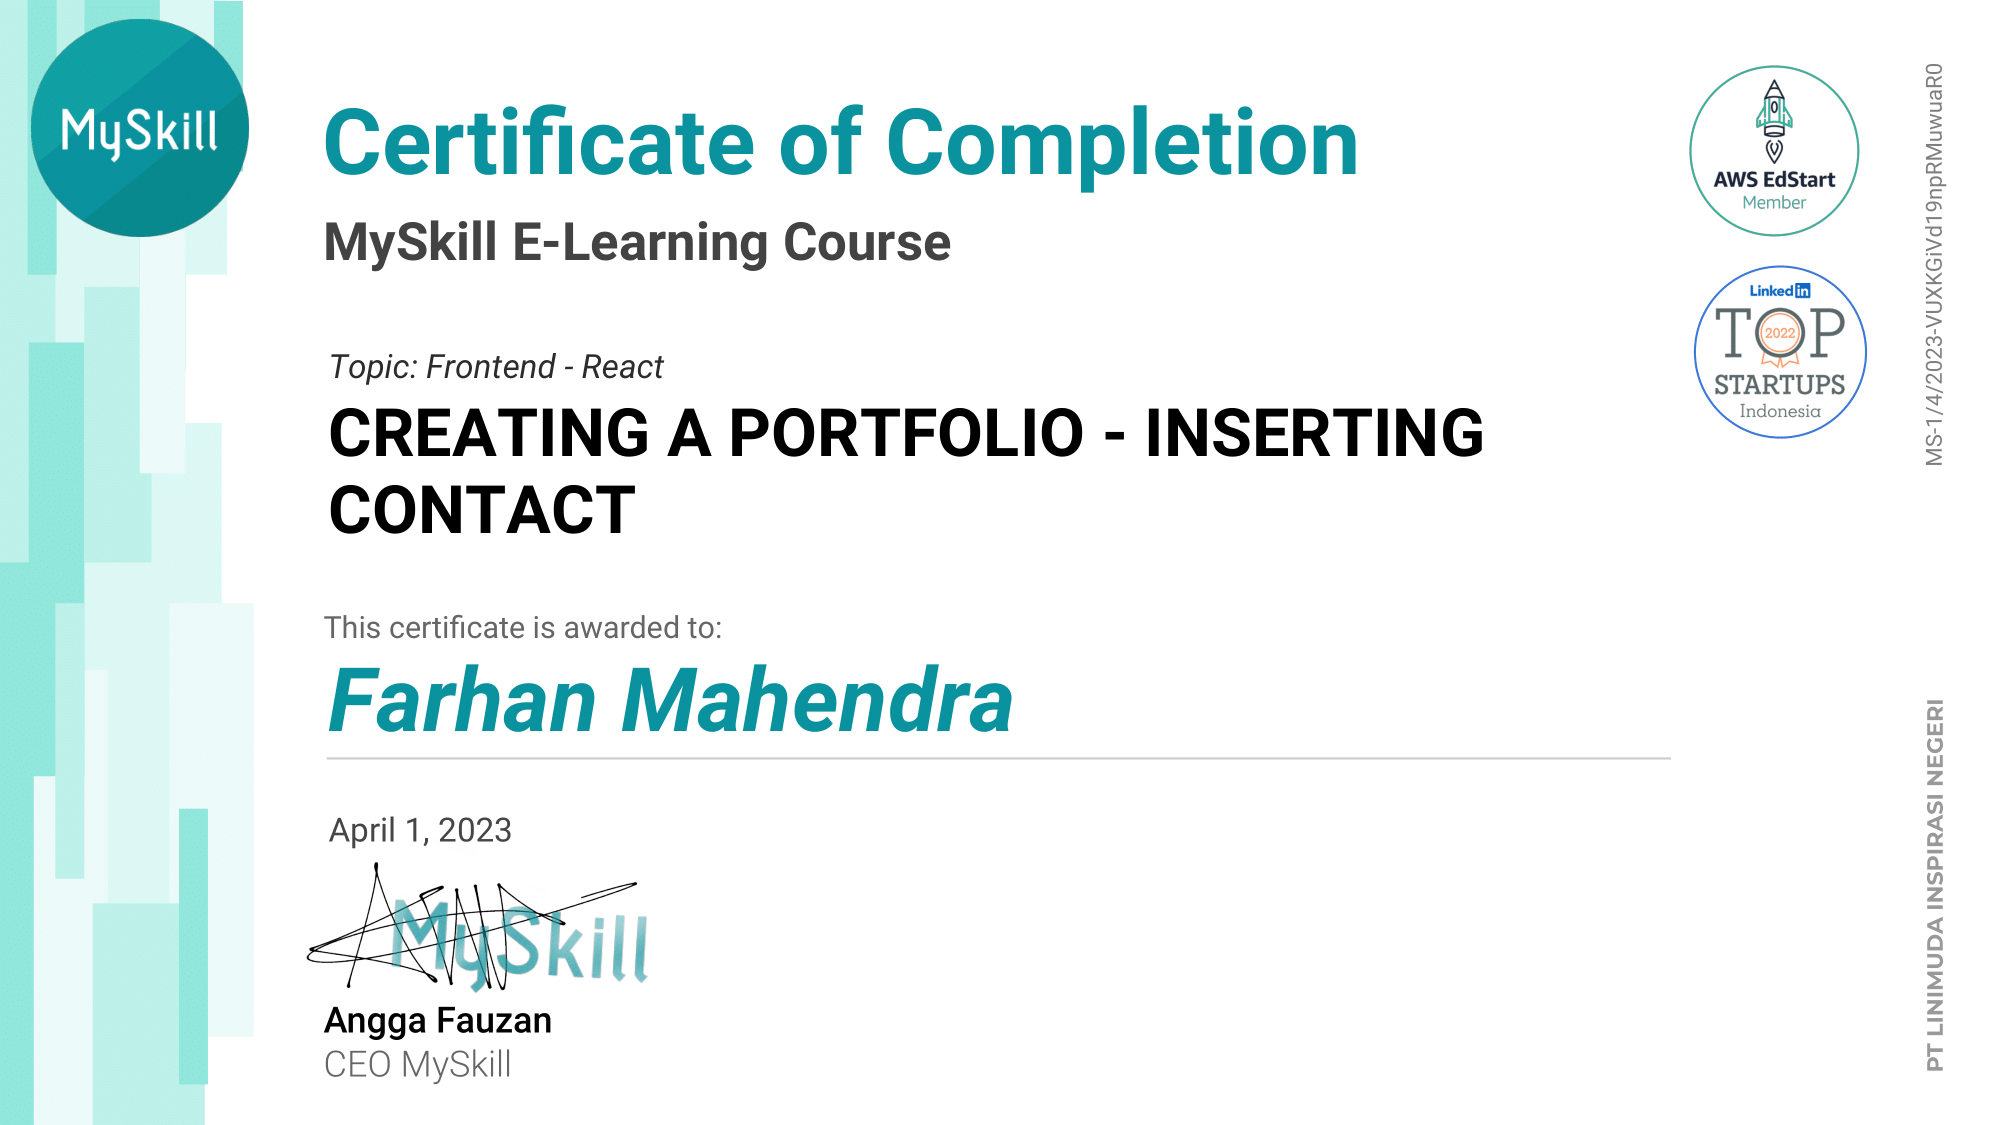 MySkill
Certificate of Completion
MySkill E-Learning Course
Topic: Frontend - React
CREATING A PORTFOLIO - INSERTING
CONTACT
This certificate is awarded to:
Farhan Mahendra
April 1, 2023
MySkill
Angga Fauzan
CEO MySkill
AWS EdStart
Member
Linked in
TOP
2022
STARTUPS
Indonesia
MS-1/4/2023-VUXKGiVd19npRMuwuaR0
PT LINIMUDA INSPIRASI NEGERI